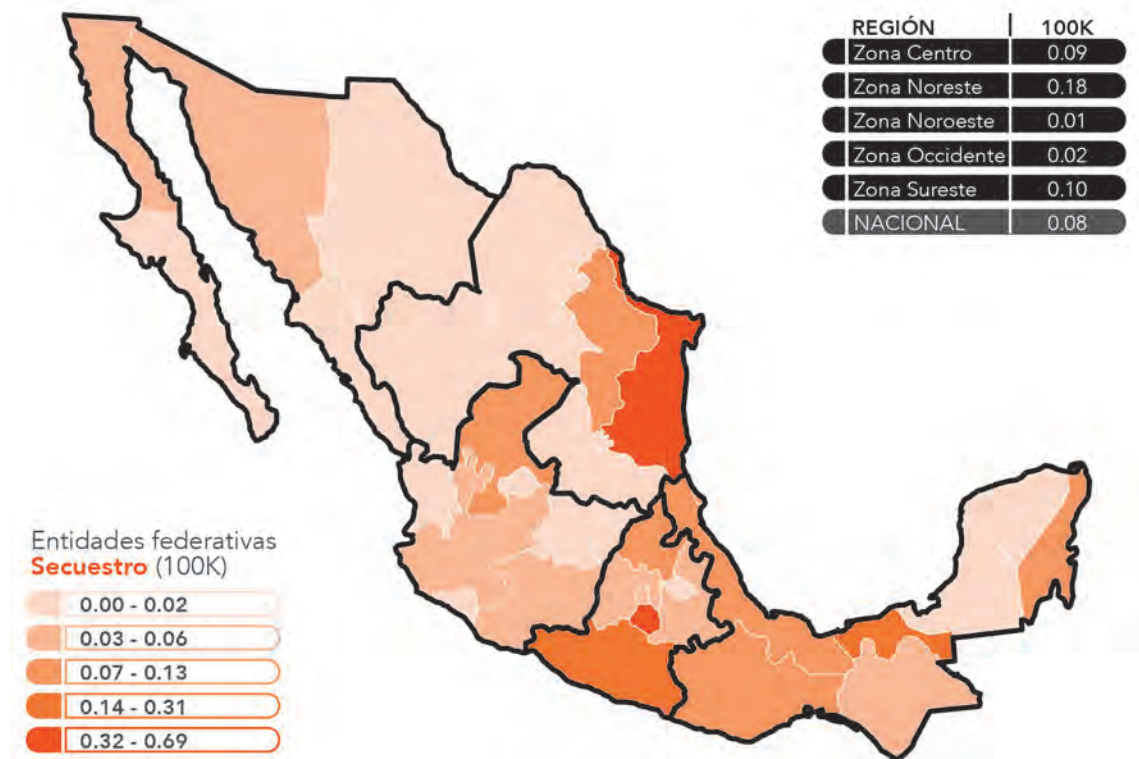 REGIÓN 100K
Zona Centro 0.09
Zona Noreste 0.18
Zona Noroeste 0.01
Zona Occidente 0.02
Zona Sureste 0.10
NACIONAL 0.08
Entidades federativas
Secuestro (100K)
0.00 - 0.02
0.03 - 0.06
0.07 - 0.13
0.14 - 0.31
0.32 - 0.69